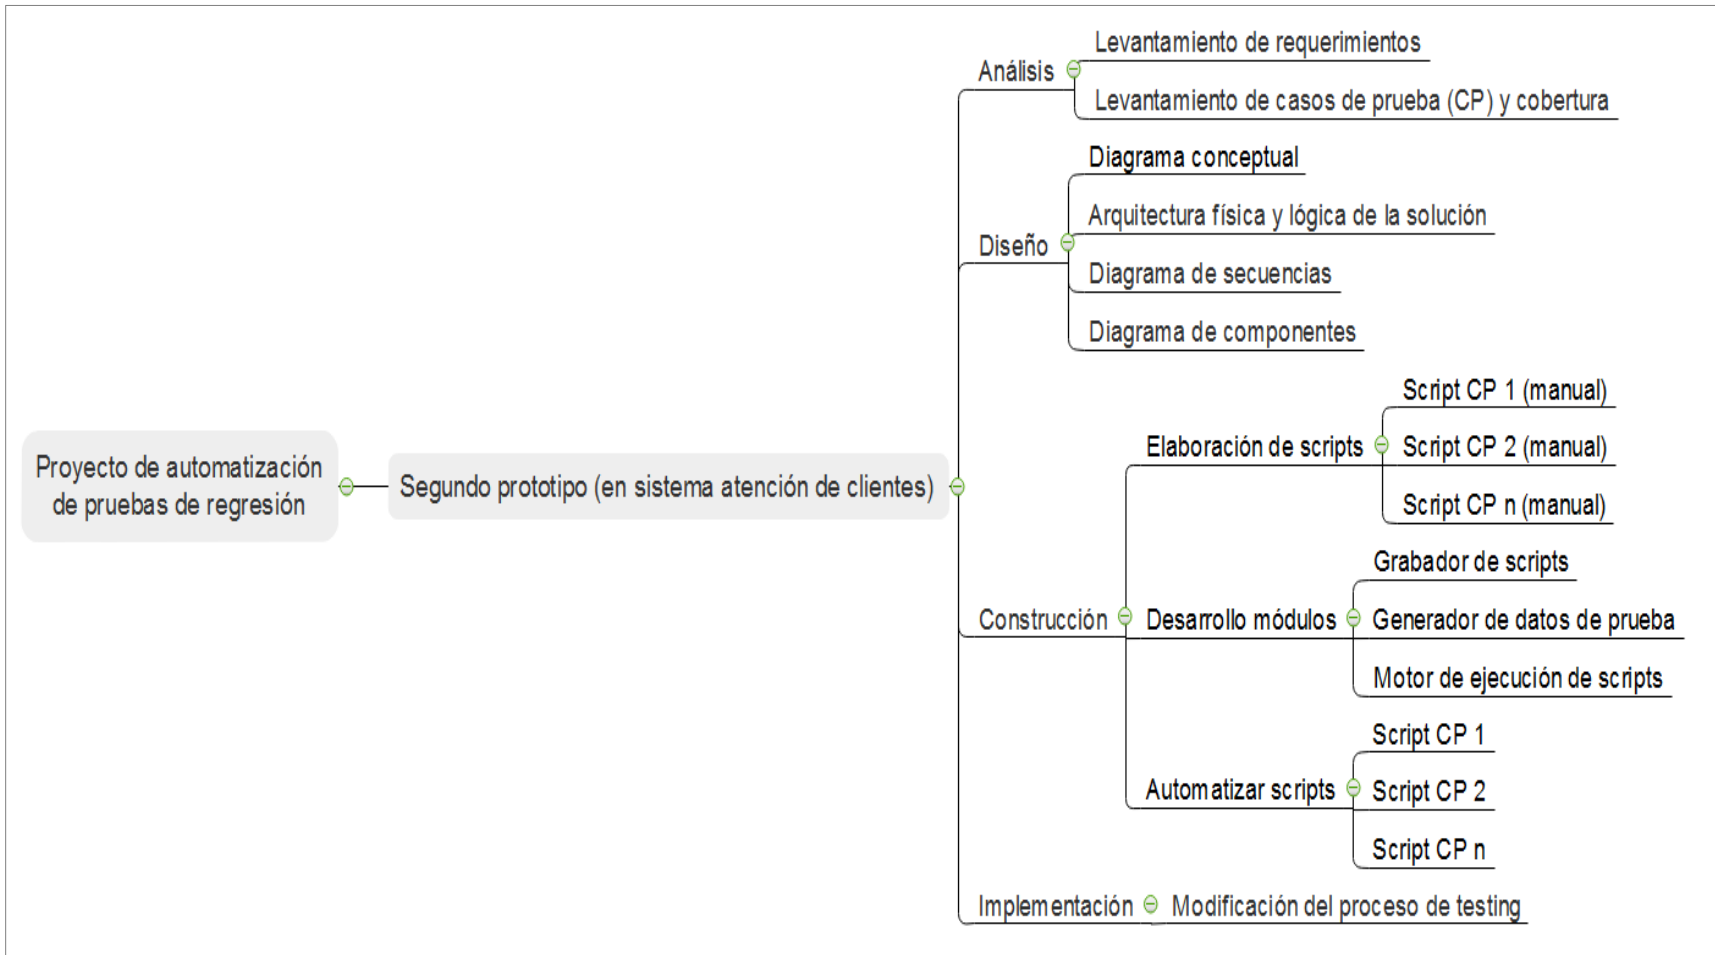 Proyecto de automatización
de pruebas de regresión
Segundo prototipo (en sistema atención de clientes)
Análisis
Levantamiento de requerimientos
Levantamiento de casos de prueba (CP) y cobertura
Diseño
Diagrama conceptual
Arquitectura física y lógica de la solución
Diagrama de secuencias
Diagrama de componentes
Construcción
Elaboración de scripts
Script CP 1 (manual)
Script CP 2 (manual)
Script CP n (manual)
Desarrollo módulos
Grabador de scripts
Generador de datos de prueba
Motor de ejecución de scripts
Automatizar scripts
Script CP 1
Script CP 2
Script CP n
Implementación
Modificación del proceso de testing